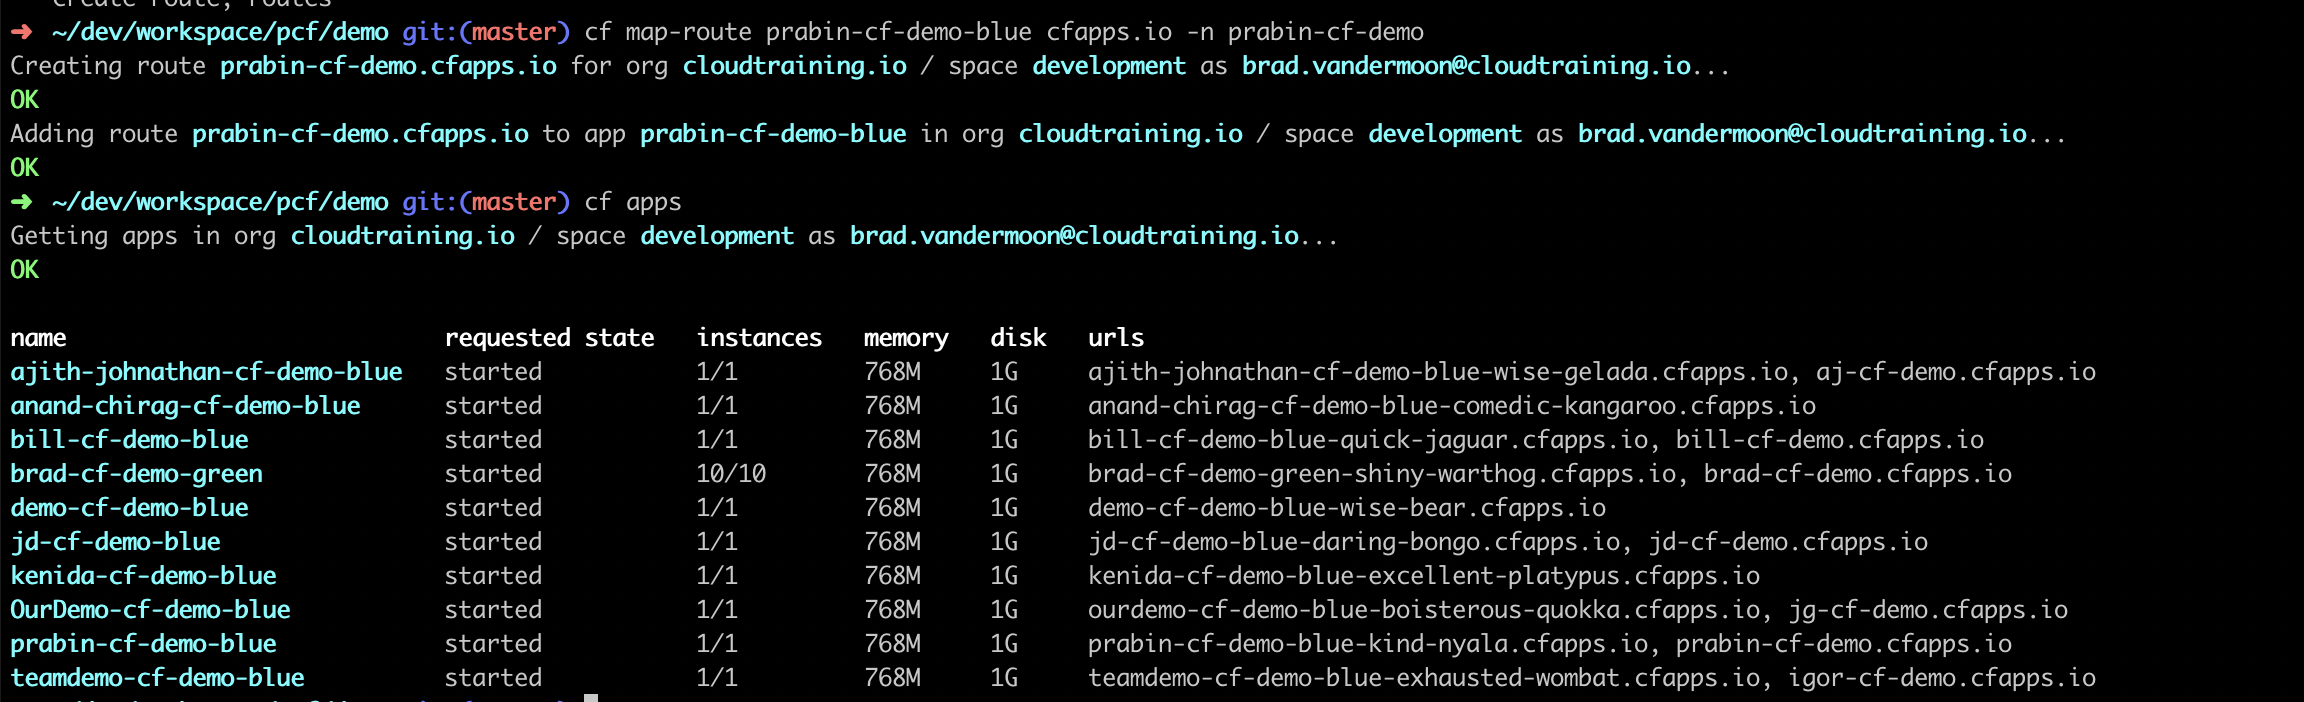 create route, routes
➜ ~/dev/workspace/pcf/demo git:(master) cf map-route prabin-cf-demo-blue cfapps.io -n prabin-cf-demo
Creating route prabin-cf-demo.cfapps.io for org cloudtraining.io / space development as brad.vandermoon@cloudtraining.io...
OK
Adding route prabin-cf-demo.cfapps.io to app prabin-cf-demo-blue in org cloudtraining.io / space development as brad.vandermoon@cloudtraining.io...
OK
➜ ~/dev/workspace/pcf/demo git:(master) cf apps
Getting apps in org cloudtraining.io / space development as brad.vandermoon@cloudtraining.io...
OK
name requested state instances memory disk urls
ajith-johnathan-cf-demo-blue started 1/1 768M 1G ajith-johnathan-cf-demo-blue-wise-gelada.cfapps.io, aj-cf-demo.cfapps.io
anand-chirag-cf-demo-blue started 1/1 768M 1G anand-chirag-cf-demo-blue-comedic-kangaroo.cfapps.io
bill-cf-demo-blue started 1/1 768M 1G bill-cf-demo-blue-quick-jaguar.cfapps.io, bill-cf-demo.cfapps.io
brad-cf-demo-green started 10/10 768M 1G brad-cf-demo-green-shiny-warthog.cfapps.io, brad-cf-demo.cfapps.io
demo-cf-demo-blue started 1/1 768M 1G demo-cf-demo-blue-wise-bear.cfapps.io
jd-cf-demo-blue started 1/1 768M 1G jd-cf-demo-blue-daring-bongo.cfapps.io, jd-cf-demo.cfapps.io
kenida-cf-demo-blue started 1/1 768M 1G kenida-cf-demo-blue-excellent-platypus.cfapps.io
OurDemo-cf-demo-blue started 1/1 768M 1G ourdemo-cf-demo-blue-boisterous-quokka.cfapps.io, jg-cf-demo.cfapps.io
prabin-cf-demo-blue started 1/1 768M 1G prabin-cf-demo-blue-kind-nyala.cfapps.io, prabin-cf-demo.cfapps.io
teamdemo-cf-demo-blue started 1/1 768M 1G teamdemo-cf-demo-blue-exhausted-wombat.cfapps.io, igor-cf-demo.cfapps.io